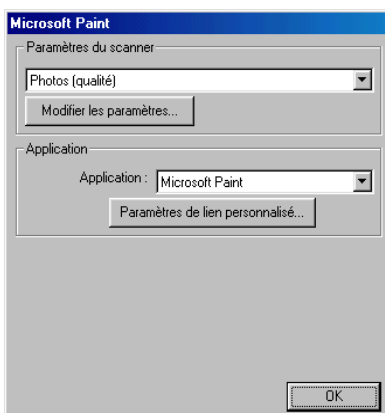 Microsoft Paint
Paramètres du scanner
Photos (qualité)
Modifier les paramètres...
Application
Application : Microsoft Paint
Paramètres de lien personnalisé...
OK